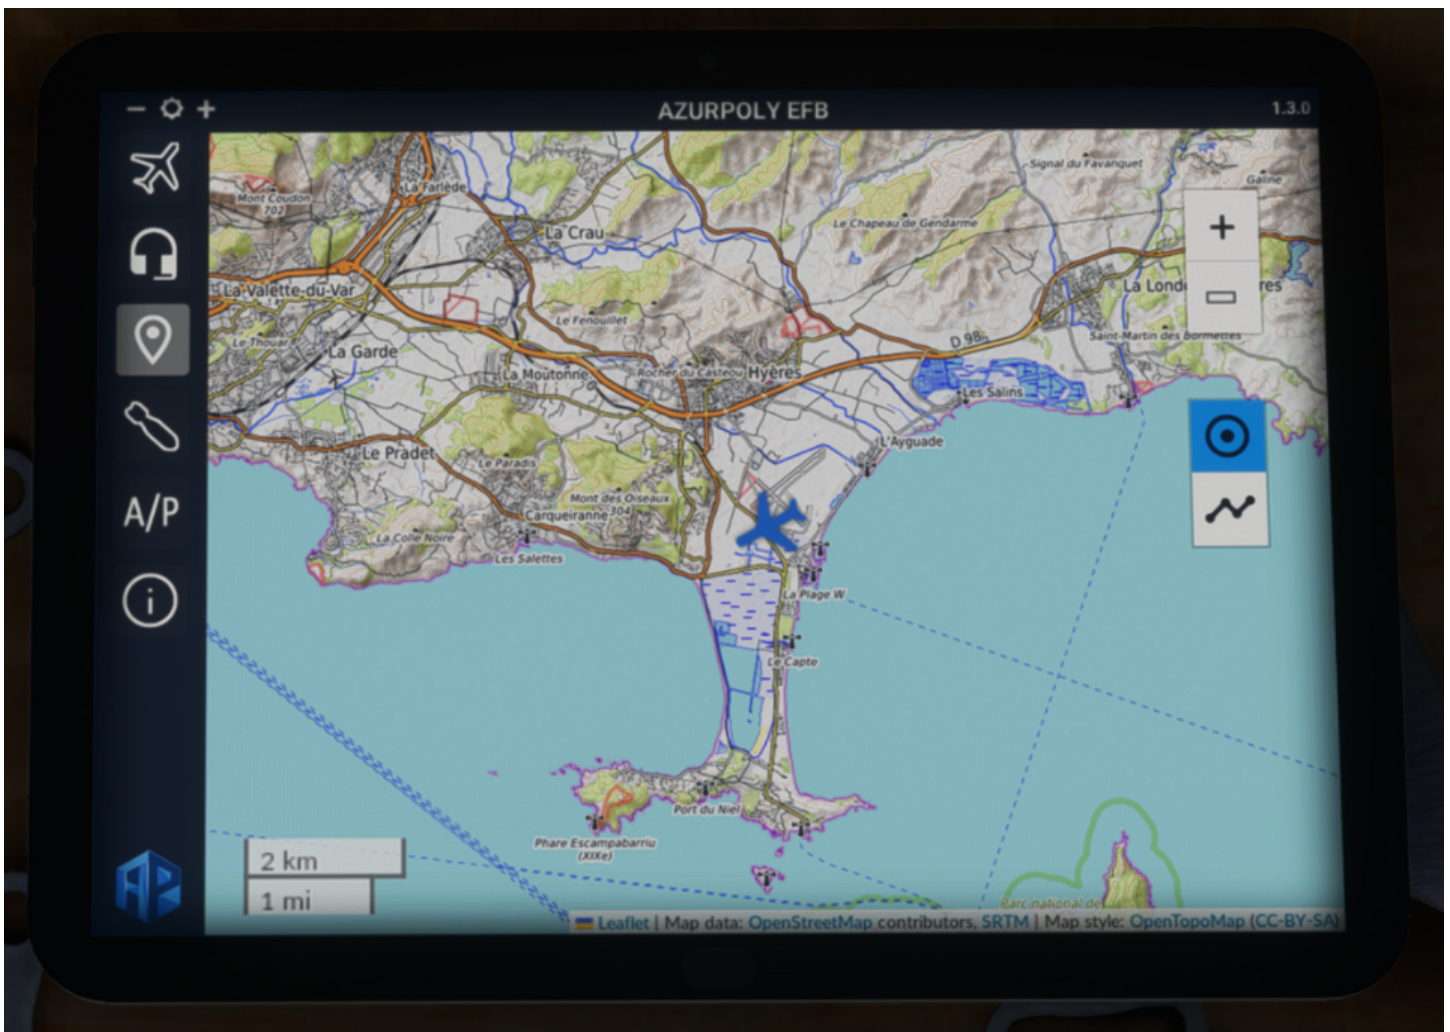 AZURPOLY EFB
1.3.0
Signal du Favanquet
Galine
La Farlède
Mont Coudon
702
La Crau
Le Chapeau de Gendarme
La Valette-du-Var
La Lond
res
Le Fenouillet
Le Thouar
La Garde
D 98
Saint-Martin des bormettes
La Moutonne
Rocher du Casteou
Hyères
Les Salins
L'Ayguade
Le Pradet
Le Paradis
Mont des Oiseaux
304
Carqueiranne
A/P
La Colle Noire
Les Salettes
i
La Plage W
Le Capte
Port du Niel
Phare Escampabarriu
(XIXe)
2 km
1 mi
AP
Parc national de
Leaflet | Map data: OpenStreetMap contributors, SRTM | Map style: OpenTopoMap (CC-BY-SA)